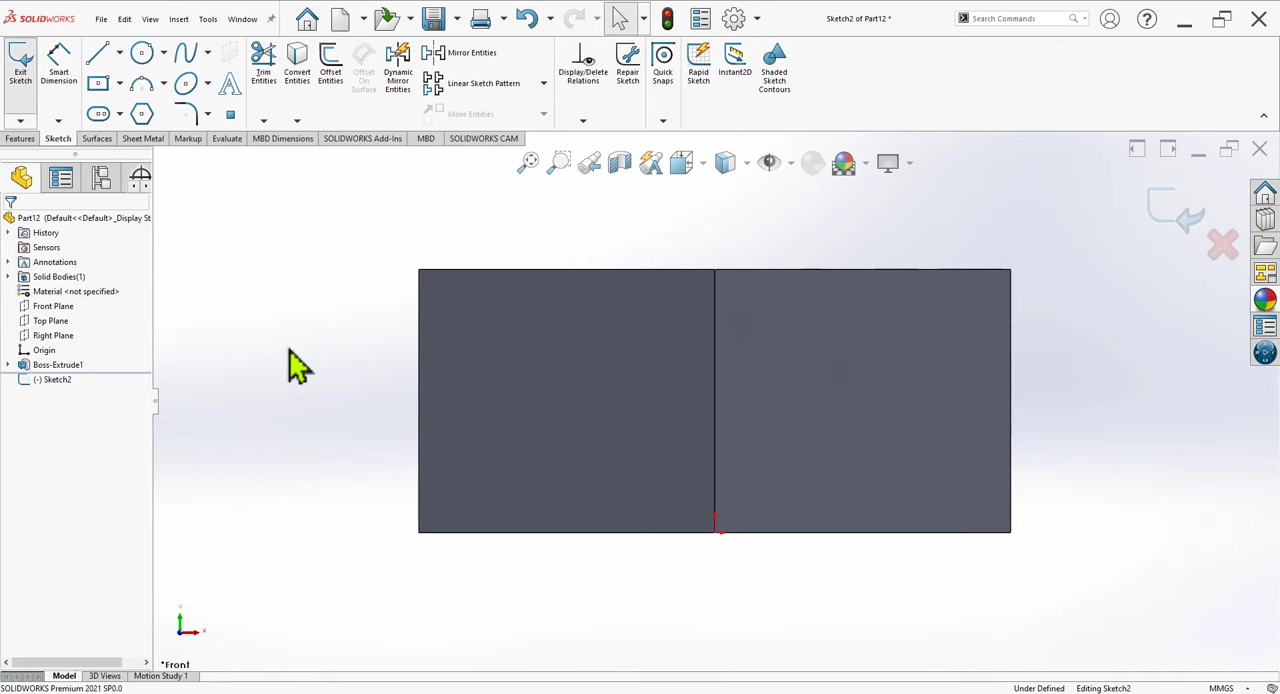 SOLIDWORKS File Edit View Insert Tools Window Sketch2 of Part12 * Search Commands
Exit Sketch
Smart Dimension
Trim Entities
Convert Entities
Offset Entities
Offset On Surface
Dynamic Mirror Entities
Mirror Entities
Linear Sketch Pattern
Move Entities
Display/Delete Relations
Repair Sketch
Quick Snaps
Rapid Sketch
Instant2D
Shaded Sketch Contours
Features Sketch Surfaces Sheet Metal Markup Evaluate MBD Dimensions SOLIDWORKS Add-Ins MBD SOLIDWORKS CAM
Part12 (Default<<Default>_Display St
History
Sensors
Annotations
Solid Bodies(1)
Material <not specified>
Front Plane
Top Plane
Right Plane
Origin
Boss-Extrude1
(-) Sketch2
Y
X
*Front
Model 3D Views Motion Study 1
SOLIDWORKS Premium 2021 SP0.0 Under Defined Editing Sketch2 MMGS